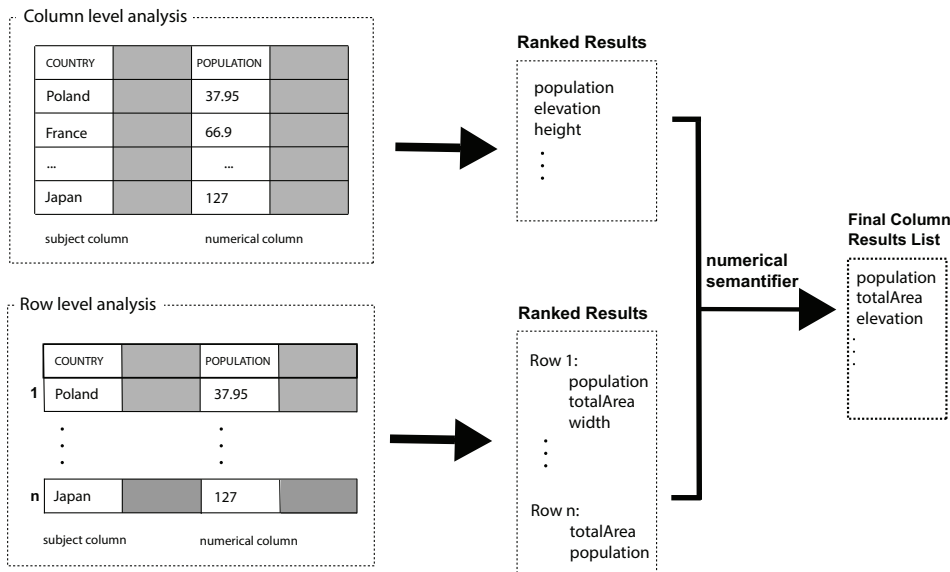 Column level analysis
COUNTRY POPULATION
Poland 37.95
France 66.9
... ...
Japan 127
subject column numerical column
Ranked Results
population
elevation
height
Row level analysis
COUNTRY POPULATION
1 Poland 37.95
n Japan 127
subject column numerical column
Ranked Results
Row 1:
population
totalArea
width
Row n:
totalArea
population
numerical
semantifier
Final Column
Results List
population
totalArea
elevation